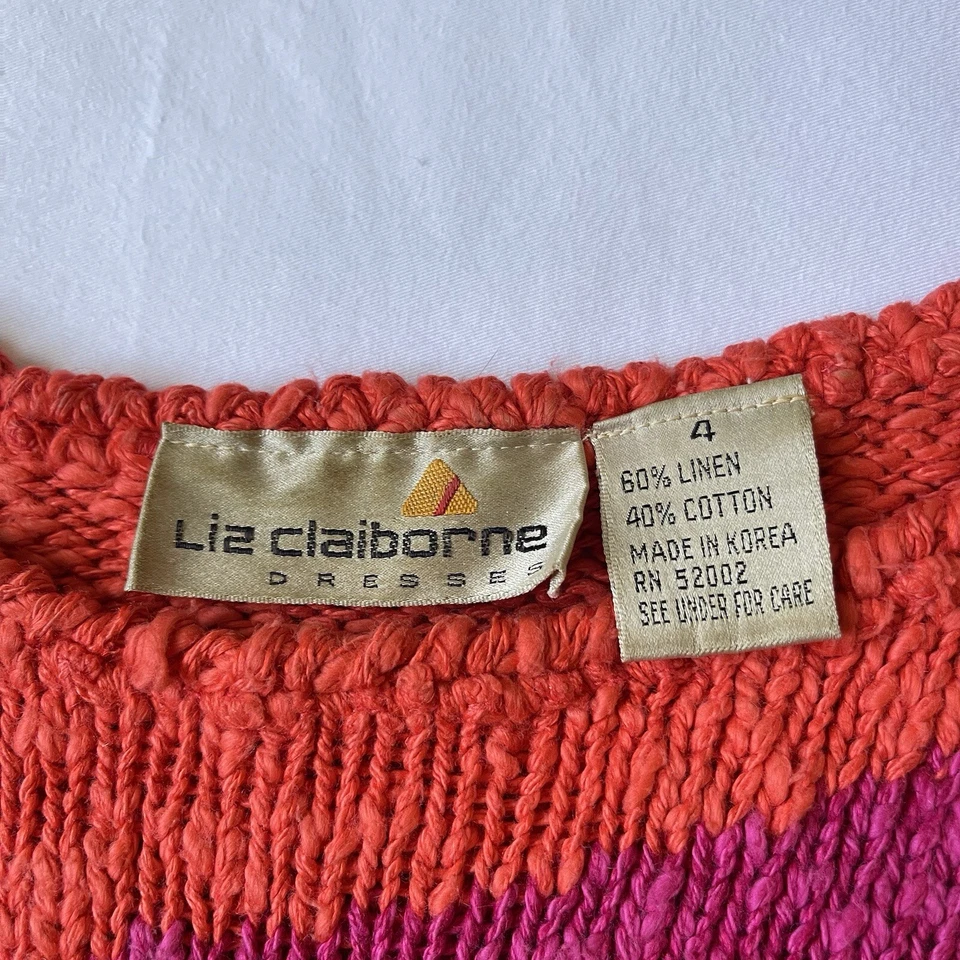 Liz claiborne
DRESSES
4
60% LINEN
40% COTTON
MADE IN KOREA
RN 52002
SEE UNDER FOR CARE